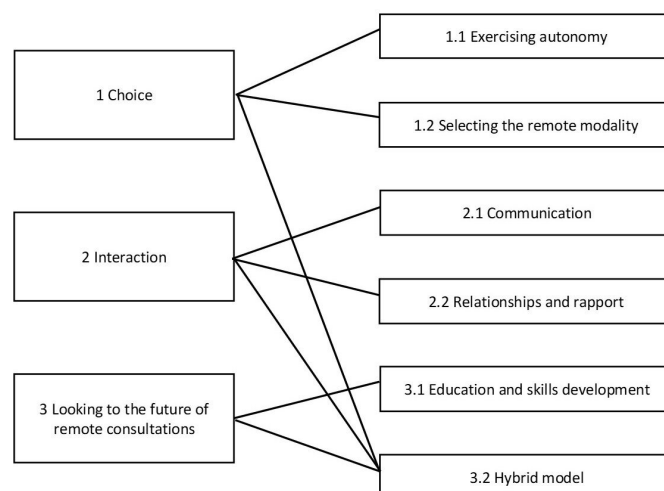 1 Choice
2 Interaction
3 Looking to the future of
remote consultations
1.1 Exercising autonomy
1.2 Selecting the remote modality
2.1 Communication
2.2 Relationships and rapport
3.1 Education and skills development
3.2 Hybrid model